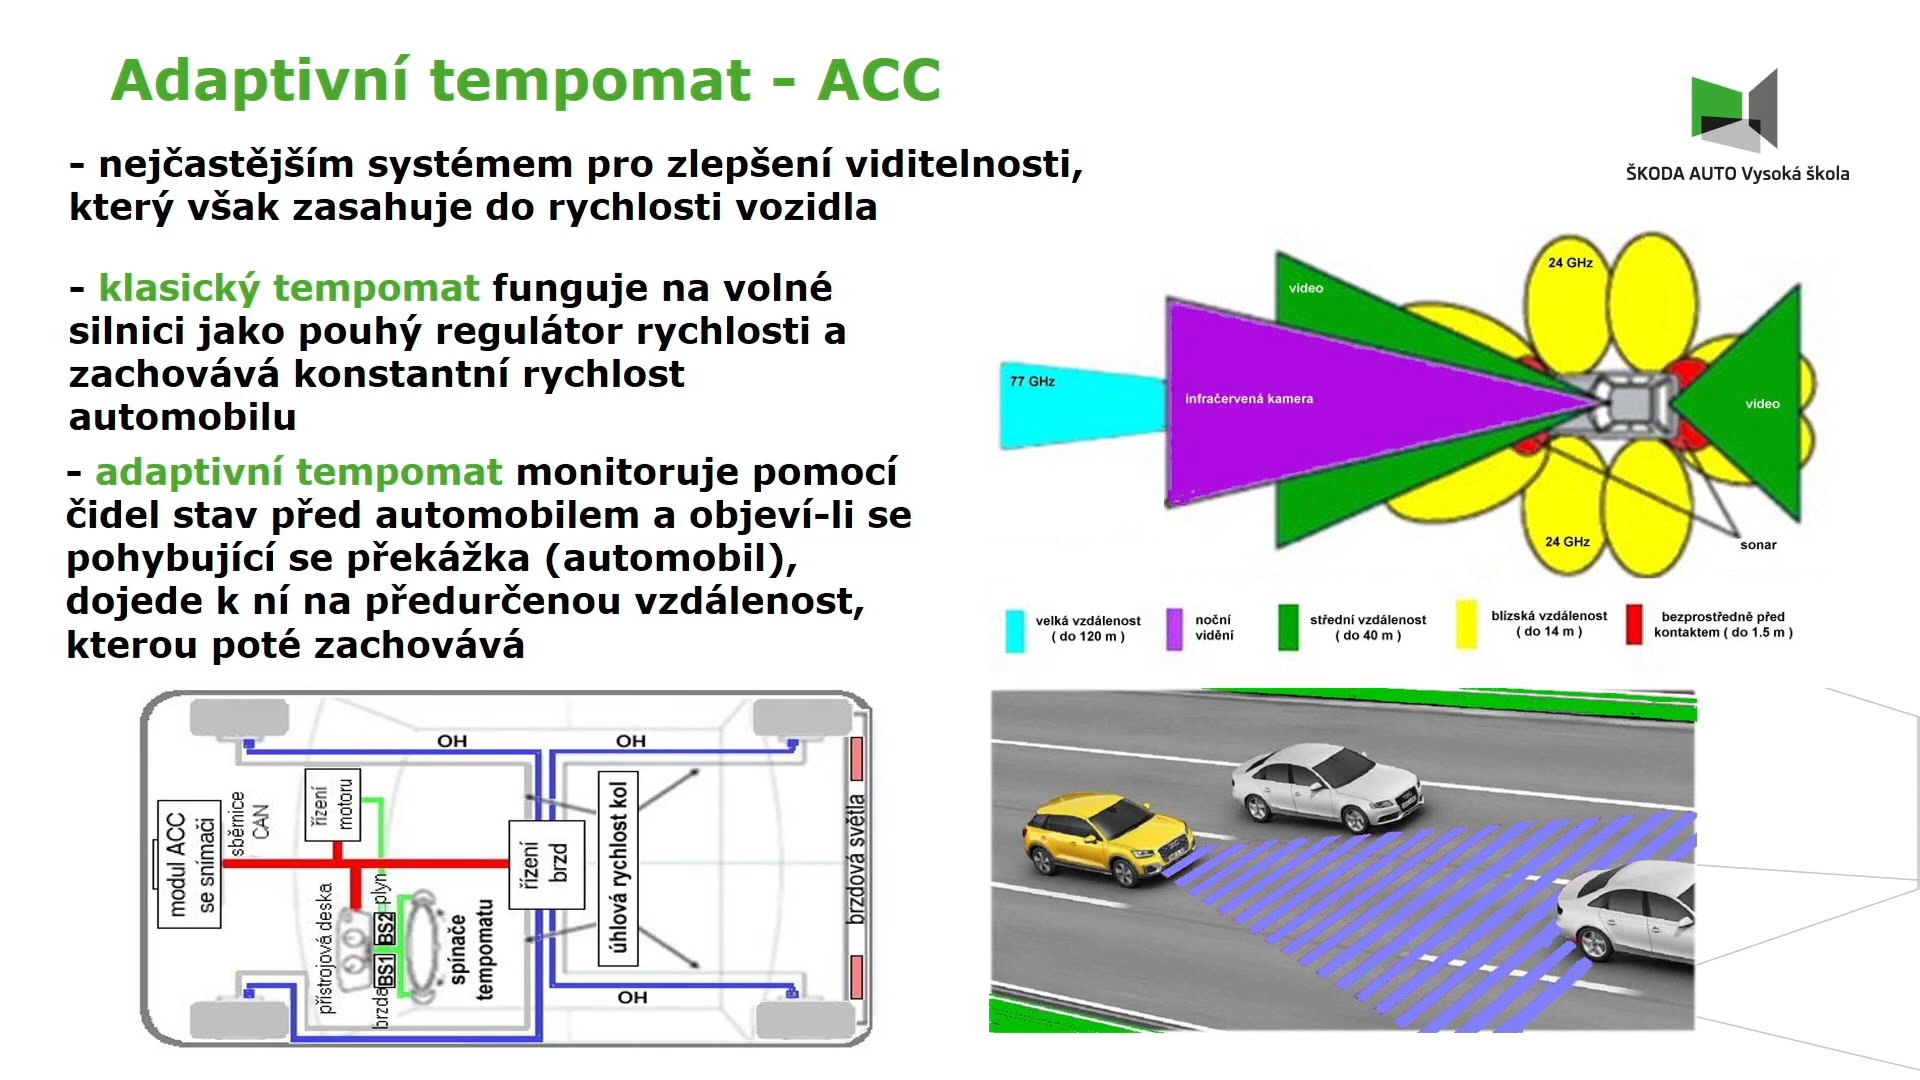 Adaptivní tempomat - ACC
ŠKODA AUTO Vysoká škola
- nejčastějším systémem pro zlepšení viditelnosti,
který však zasahuje do rychlosti vozidla
- klasický tempomat funguje na volné
silnici jako pouhý regulátor rychlosti a
zachovává konstantní rychlost
automobilu
- adaptivní tempomat monitoruje pomocí
čidel stav před automobilem a objeví-li se
pohybující se překážka (automobil),
dojede k ní na předurčenou vzdálenost,
kterou poté zachovává
24 GHz
video
77 GHz
infračervená kamera
video
24 GHz
sonar
velká vzdálenost
( do 120 m )
noční
vidění
střední vzdálenost
( do 40 m )
blízská vzdálenost
( do 14 m )
bezprostředně před
kontaktem ( do 1.5 m )
OH
OH
modul ACC
se snímači
sběrnice
CAN
řízení
motoru
přístrojová deska
plyn
BS2
BS1
brzda
spínače
tempomatu
řízení
brzd
úhlová rychlost kol
brzdová světla
OH